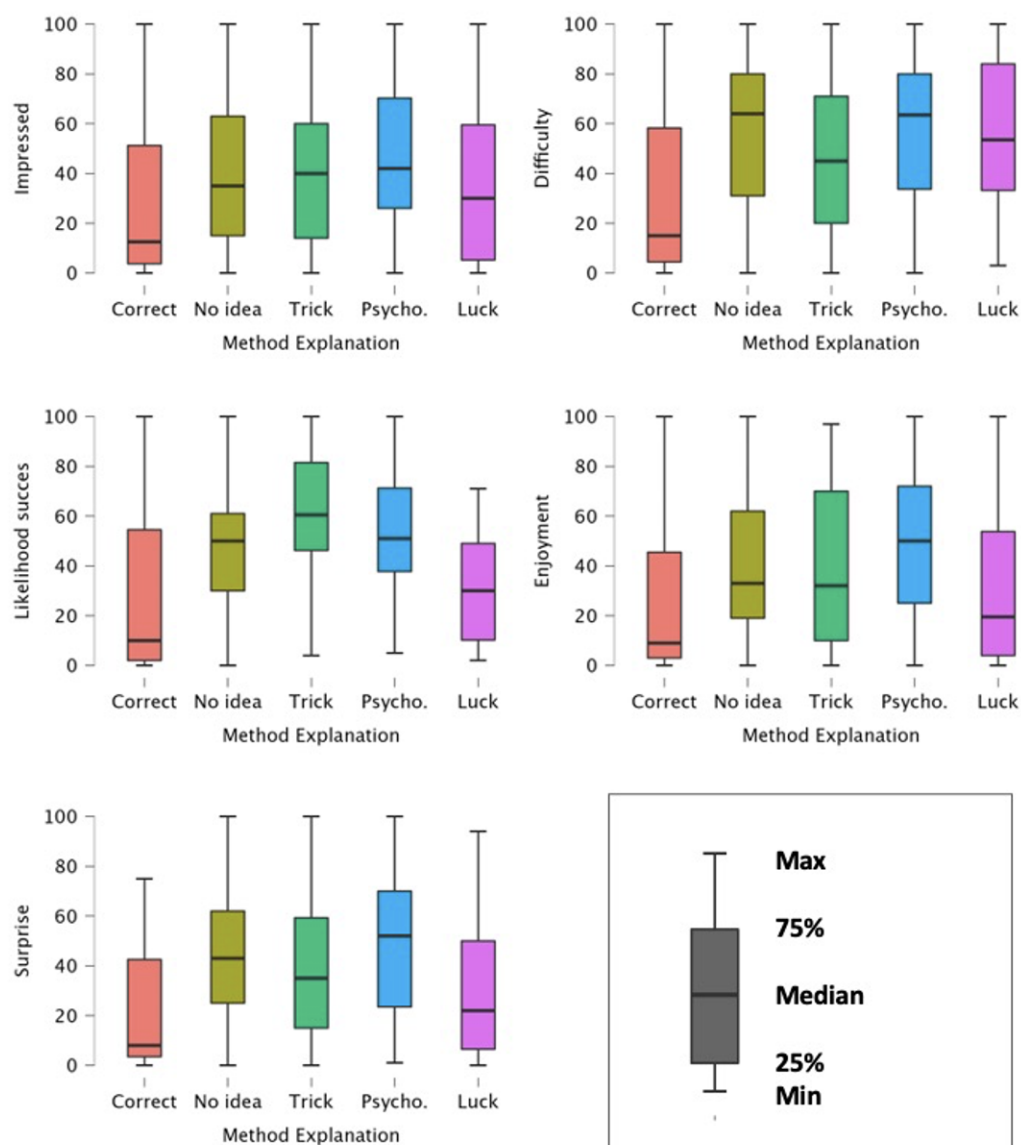 Impressed
100
80
60
40
20
0
Correct No idea Trick Psycho. Luck
Method Explanation
Difficulty
100
80
60
40
20
0
Correct No idea Trick Psycho. Luck
Method Explanation
Likelihood succes
100
80
60
40
20
0
Correct No idea Trick Psycho. Luck
Method Explanation
Enjoyment
100
80
60
40
20
0
Correct No idea Trick Psycho. Luck
Method Explanation
Surprise
100
80
60
40
20
0
Correct No idea Trick Psycho. Luck
Method Explanation
Max
75%
Median
25%
Min